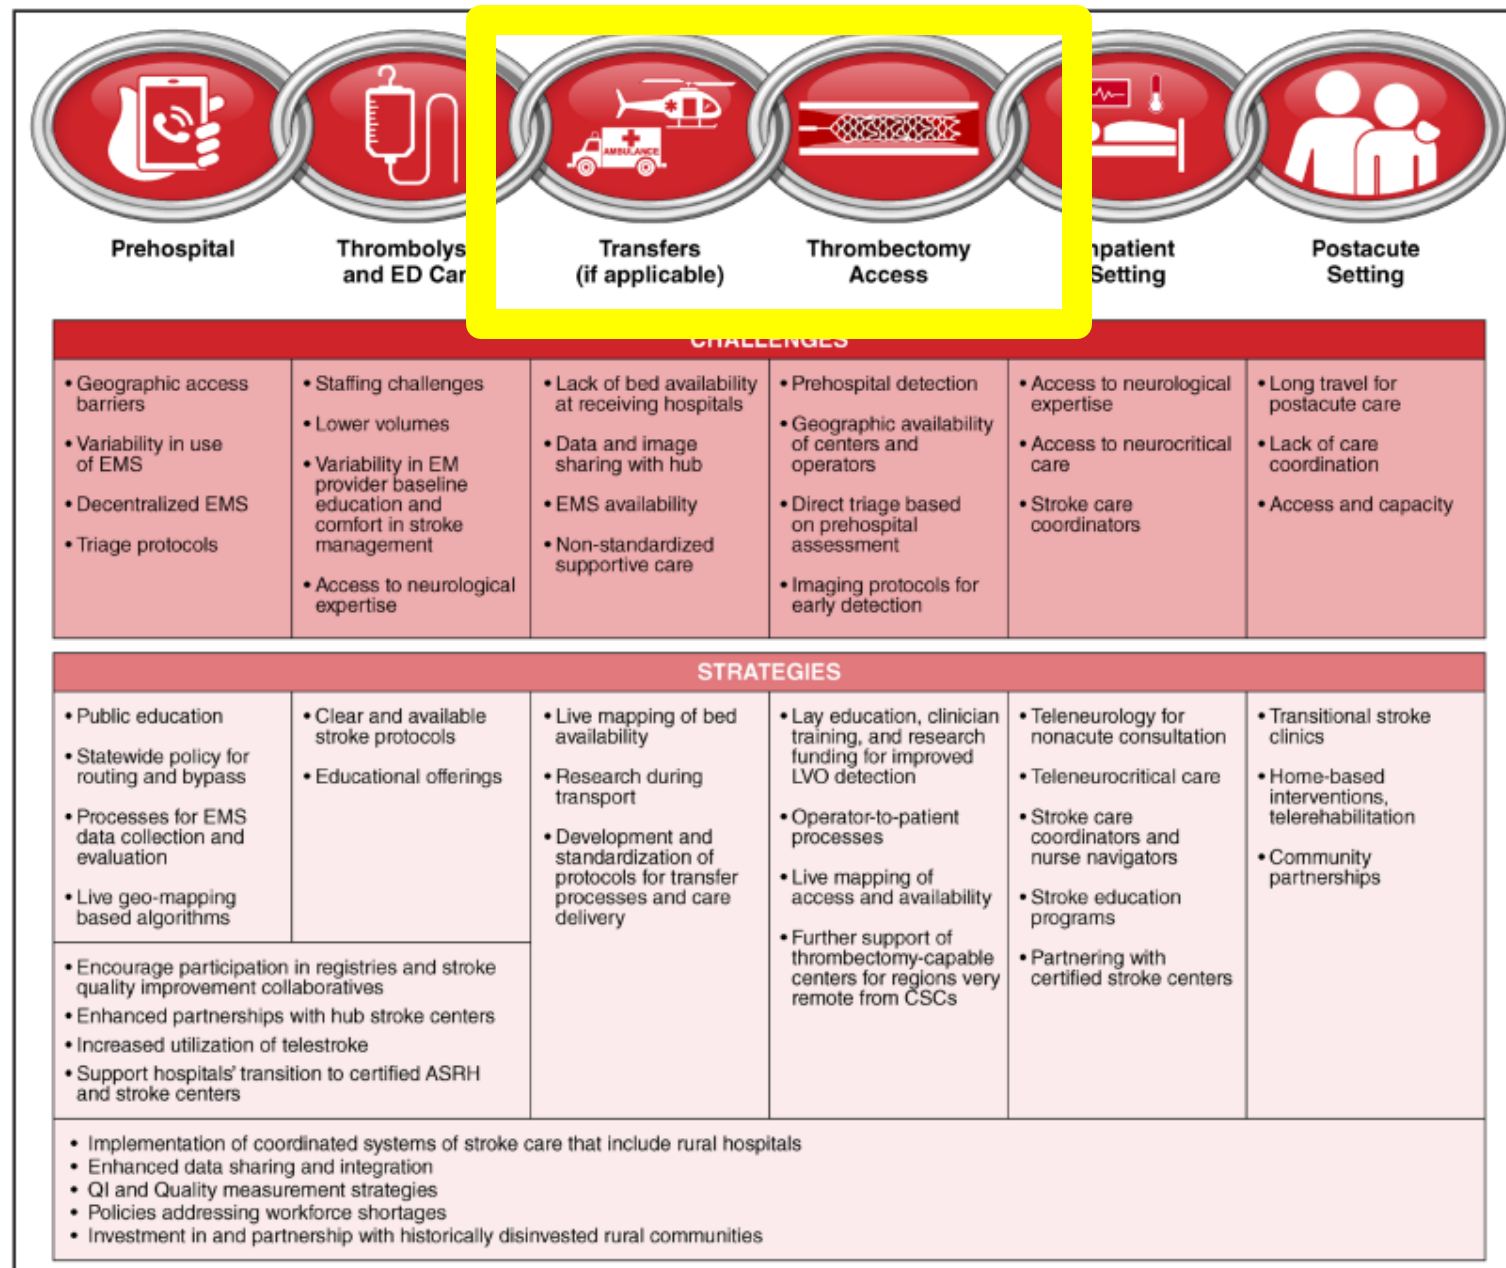 AMBULANCE
Prehospital
Thrombolys
and ED Car
Transfers
(if applicable)
Thrombectomy
Access
npatient
Setting
Postacute
Setting
CHALLENGES
• Geographic access
barriers
• Variability in use
of EMS
• Decentralized EMS
• Triage protocols
• Staffing challenges
• Lower volumes
• Variability in EM
provider baseline
education and
comfort in stroke
management
• Access to neurological
expertise
• Lack of bed availability
at receiving hospitals
• Data and image
sharing with hub
• EMS availability
• Non-standardized
supportive care
• Prehospital detection
• Geographic availability
of centers and
operators
• Direct triage based
on prehospital
assessment
• Imaging protocols for
early detection
• Access to neurological
expertise
• Access to neurocritical
care
• Stroke care
coordinators
• Long travel for
postacute care
• Lack of care
coordination
• Access and capacity
STRATEGIES
• Public education
• Statewide policy for
routing and bypass
• Processes for EMS
data collection and
evaluation
• Live geo-mapping
based algorithms
• Clear and available
stroke protocols
• Educational offerings
• Encourage participation in registries and stroke
quality improvement collaboratives
• Enhanced partnerships with hub stroke centers
• Increased utilization of telestroke
• Support hospitals' transition to certified ASRH
and stroke centers
• Live mapping of bed
availability
• Research during
transport
• Development and
standardization of
protocols for transfer
processes and care
delivery
• Lay education, clinician
training, and research
funding for improved
LVO detection
• Operator-to-patient
processes
• Live mapping of
access and availability
• Further support of
thrombectomy-capable
centers for regions very
remote from CSCs
• Teleneurology for
nonacute consultation
• Teleneurocritical care
• Stroke care
coordinators and
nurse navigators
• Stroke education
programs
• Partnering with
certified stroke centers
• Transitional stroke
clinics
• Home-based
interventions,
telerehabilitation
• Community
partnerships
• Implementation of coordinated systems of stroke care that include rural hospitals
• Enhanced data sharing and integration
• QI and Quality measurement strategies
• Policies addressing workforce shortages
• Investment in and partnership with historically disinvested rural communities